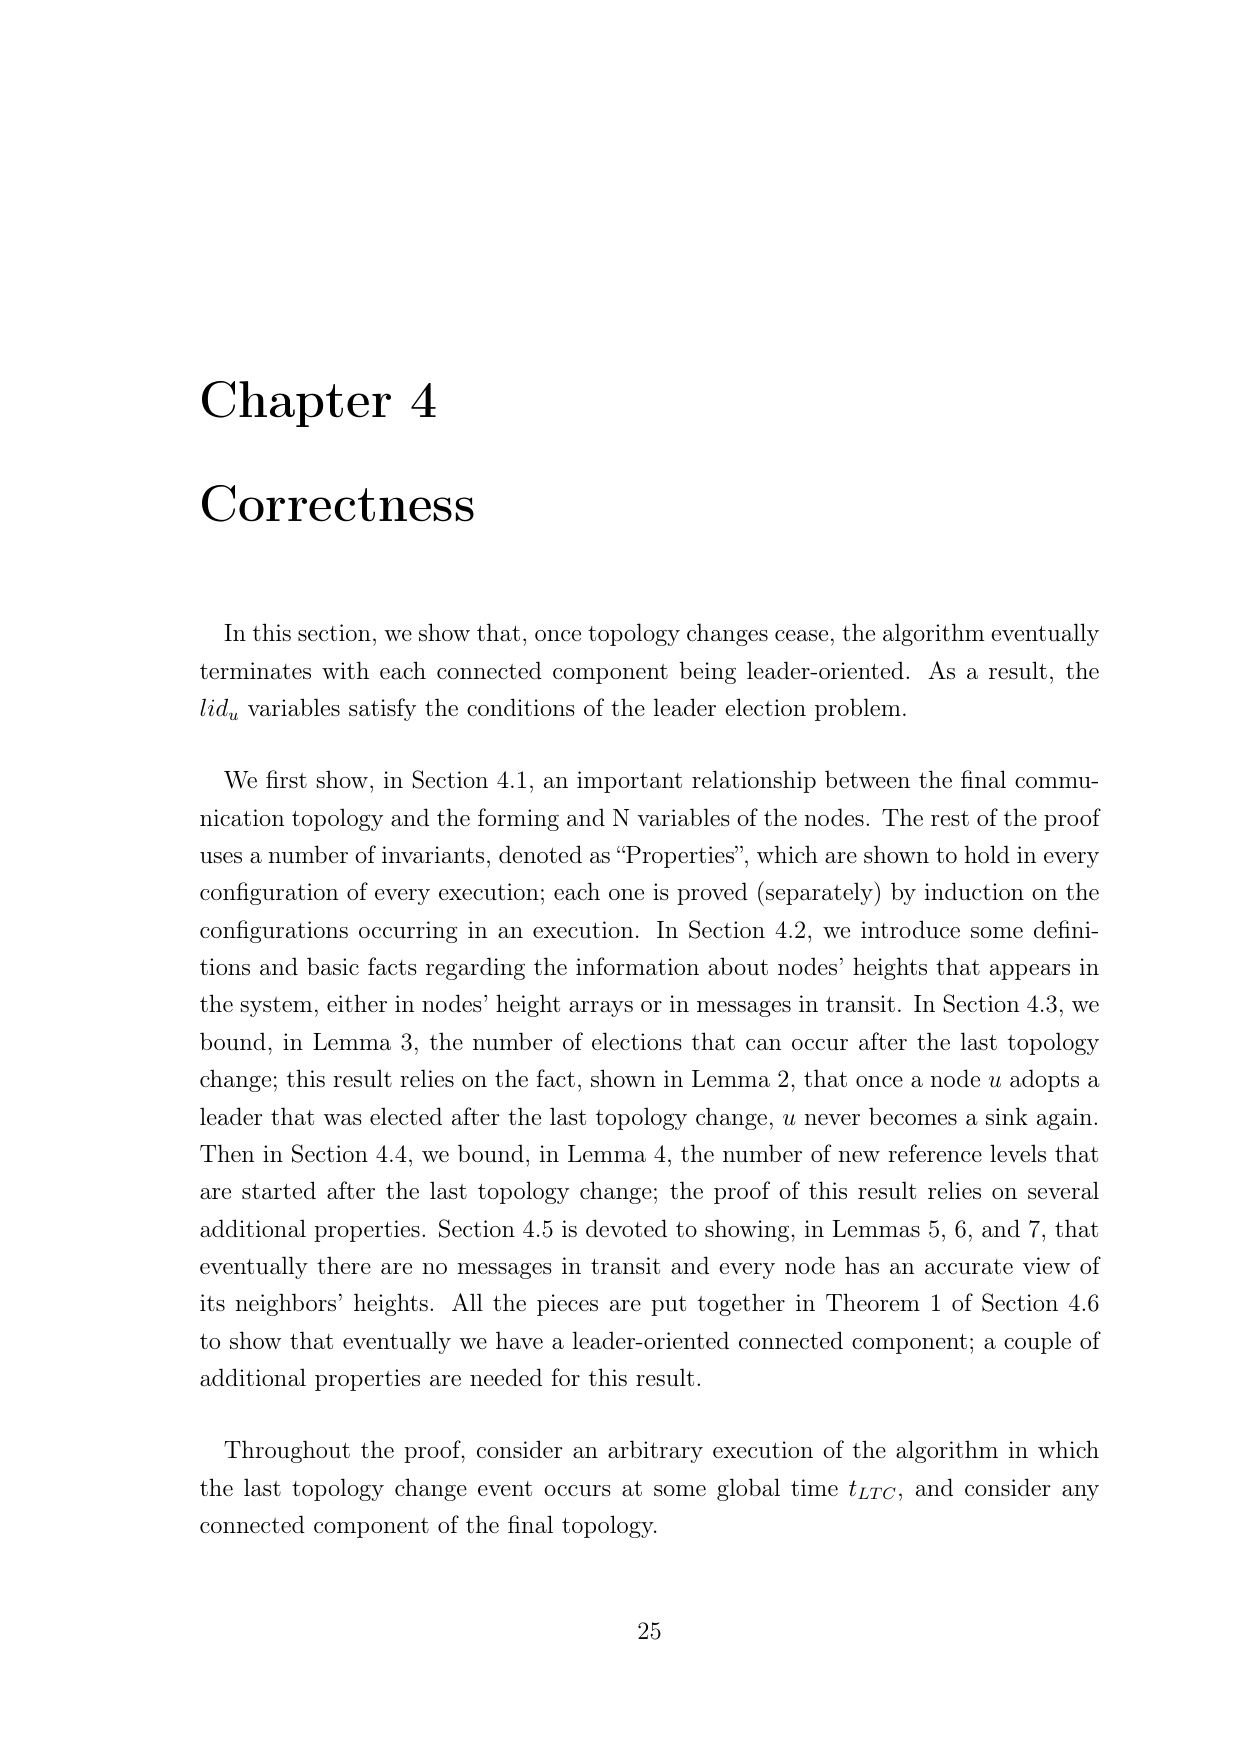 Chapter 4
Correctness
In this section, we show that, once topology changes cease, the algorithm eventually
terminates with each connected component being leader-oriented. As a result, the
lid_u variables satisfy the conditions of the leader election problem.
We first show, in Section 4.1, an important relationship between the final commu-
nication topology and the forming and N variables of the nodes. The rest of the proof
uses a number of invariants, denoted as “Properties”, which are shown to hold in every
configuration of every execution; each one is proved (separately) by induction on the
configurations occurring in an execution. In Section 4.2, we introduce some defini-
tions and basic facts regarding the information about nodes’ heights that appears in
the system, either in nodes’ height arrays or in messages in transit. In Section 4.3, we
bound, in Lemma 3, the number of elections that can occur after the last topology
change; this result relies on the fact, shown in Lemma 2, that once a node u adopts a
leader that was elected after the last topology change, u never becomes a sink again.
Then in Section 4.4, we bound, in Lemma 4, the number of new reference levels that
are started after the last topology change; the proof of this result relies on several
additional properties. Section 4.5 is devoted to showing, in Lemmas 5, 6, and 7, that
eventually there are no messages in transit and every node has an accurate view of
its neighbors’ heights. All the pieces are put together in Theorem 1 of Section 4.6
to show that eventually we have a leader-oriented connected component; a couple of
additional properties are needed for this result.
Throughout the proof, consider an arbitrary execution of the algorithm in which
the last topology change event occurs at some global time t_{LTC}, and consider any
connected component of the final topology.
25